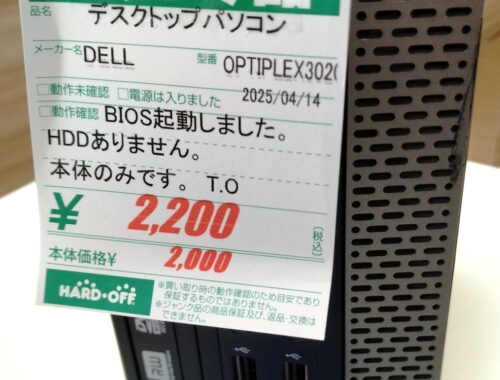 品名
デスクトップパソコン
メーカー名 DELL 型番 OPTIPLEX3020
□動作未確認 □電源は入りました 2025/04/14
□動作確認 BIOS起動しました。
HDDありません。
本体のみです。 T.O
¥ 2,200 〔税込〕
本体価格¥ 2,000
HARD・OFF
※買い取り時の動作確認のため目安であり
保証するものではありません。
※ジャンク品の商品保証及び、返品・交換は
できません。
RW